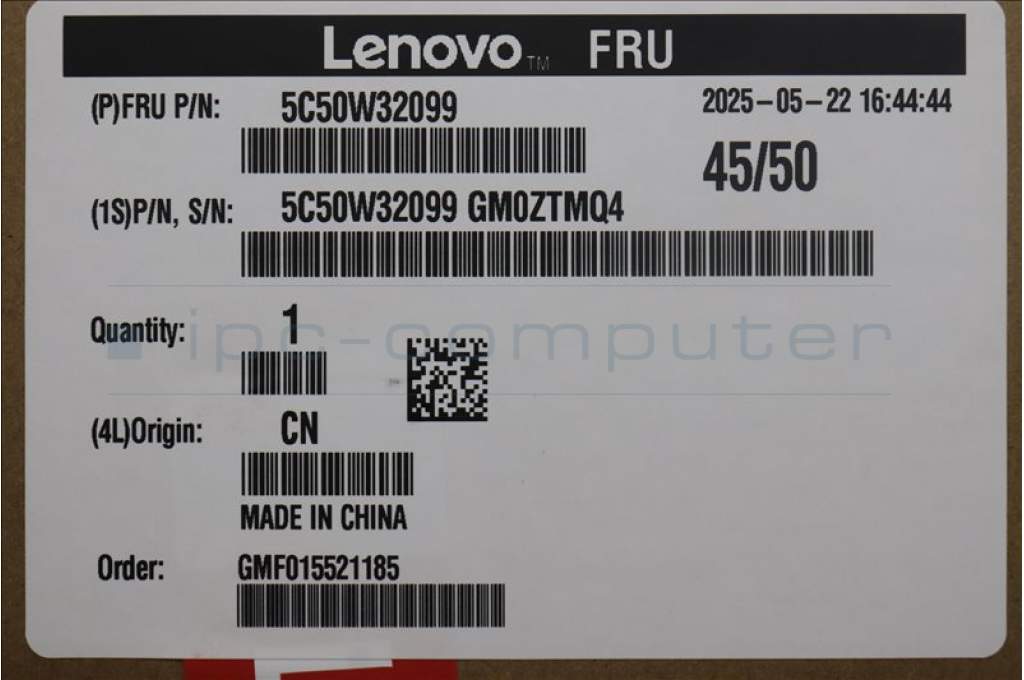 Lenovo™ FRU
(P)FRU P/N: 5C50W32099 2025-05-22 16:44:44
45/50
(1S)P/N, S/N: 5C50W32099 GM0ZTMQ4
Quantity: 1
ipc-computer
(4L)Origin: CN
MADE IN CHINA
Order: GMF015521185